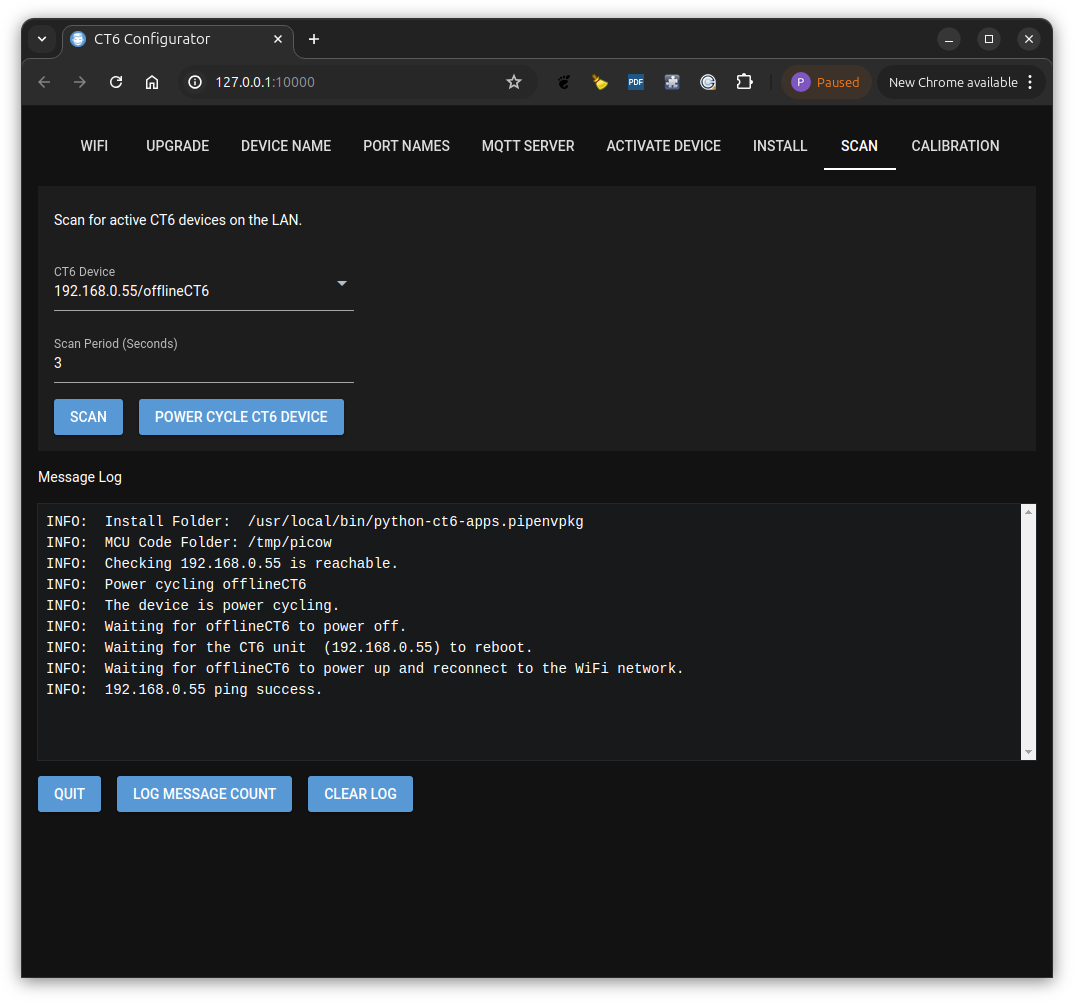 CT6 Configurator
127.0.0.1:10000
PDF
P Paused
New Chrome available
WIFI UPGRADE DEVICE NAME PORT NAMES MQTT SERVER ACTIVATE DEVICE INSTALL SCAN CALIBRATION
Scan for active CT6 devices on the LAN.
CT6 Device
192.168.0.55/offlineCT6
Scan Period (Seconds)
3
SCAN POWER CYCLE CT6 DEVICE
Message Log
INFO:  Install Folder:  /usr/local/bin/python-ct6-apps.pipenvpkg
INFO:  MCU Code Folder: /tmp/picow
INFO:  Checking 192.168.0.55 is reachable.
INFO:  Power cycling offlineCT6
INFO:  The device is power cycling.
INFO:  Waiting for offlineCT6 to power off.
INFO:  Waiting for the CT6 unit  (192.168.0.55) to reboot.
INFO:  Waiting for offlineCT6 to power up and reconnect to the WiFi network.
INFO:  192.168.0.55 ping success.
QUIT LOG MESSAGE COUNT CLEAR LOG